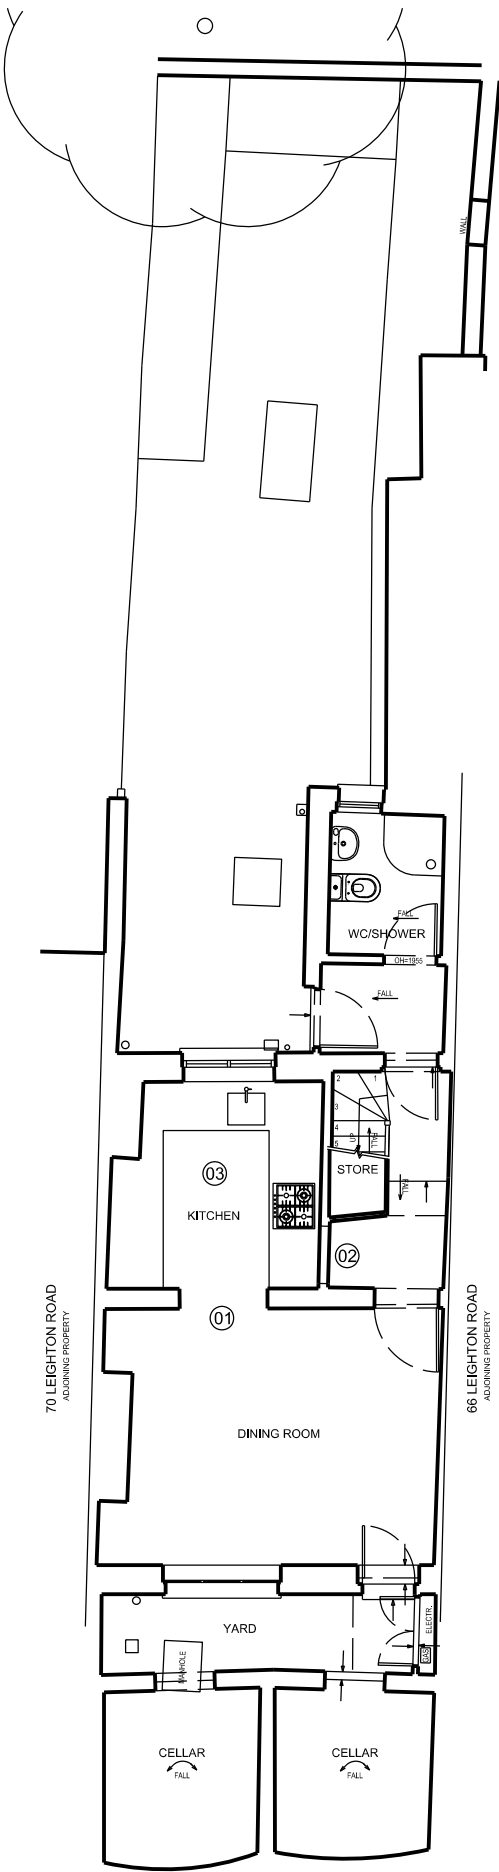 WALL
FALL
WC/SHOWER
OH=1955
FALL
2
1
3
4
5
UP
FALL
STORE
FALL
03
KITCHEN
02
01
70 LEIGHTON ROAD
ADJOINING PROPERTY
66 LEIGHTON ROAD
ADJOINING PROPERTY
DINING ROOM
YARD
ELECTR.
GAS
MANHOLE
CELLAR
FALL
CELLAR
FALL